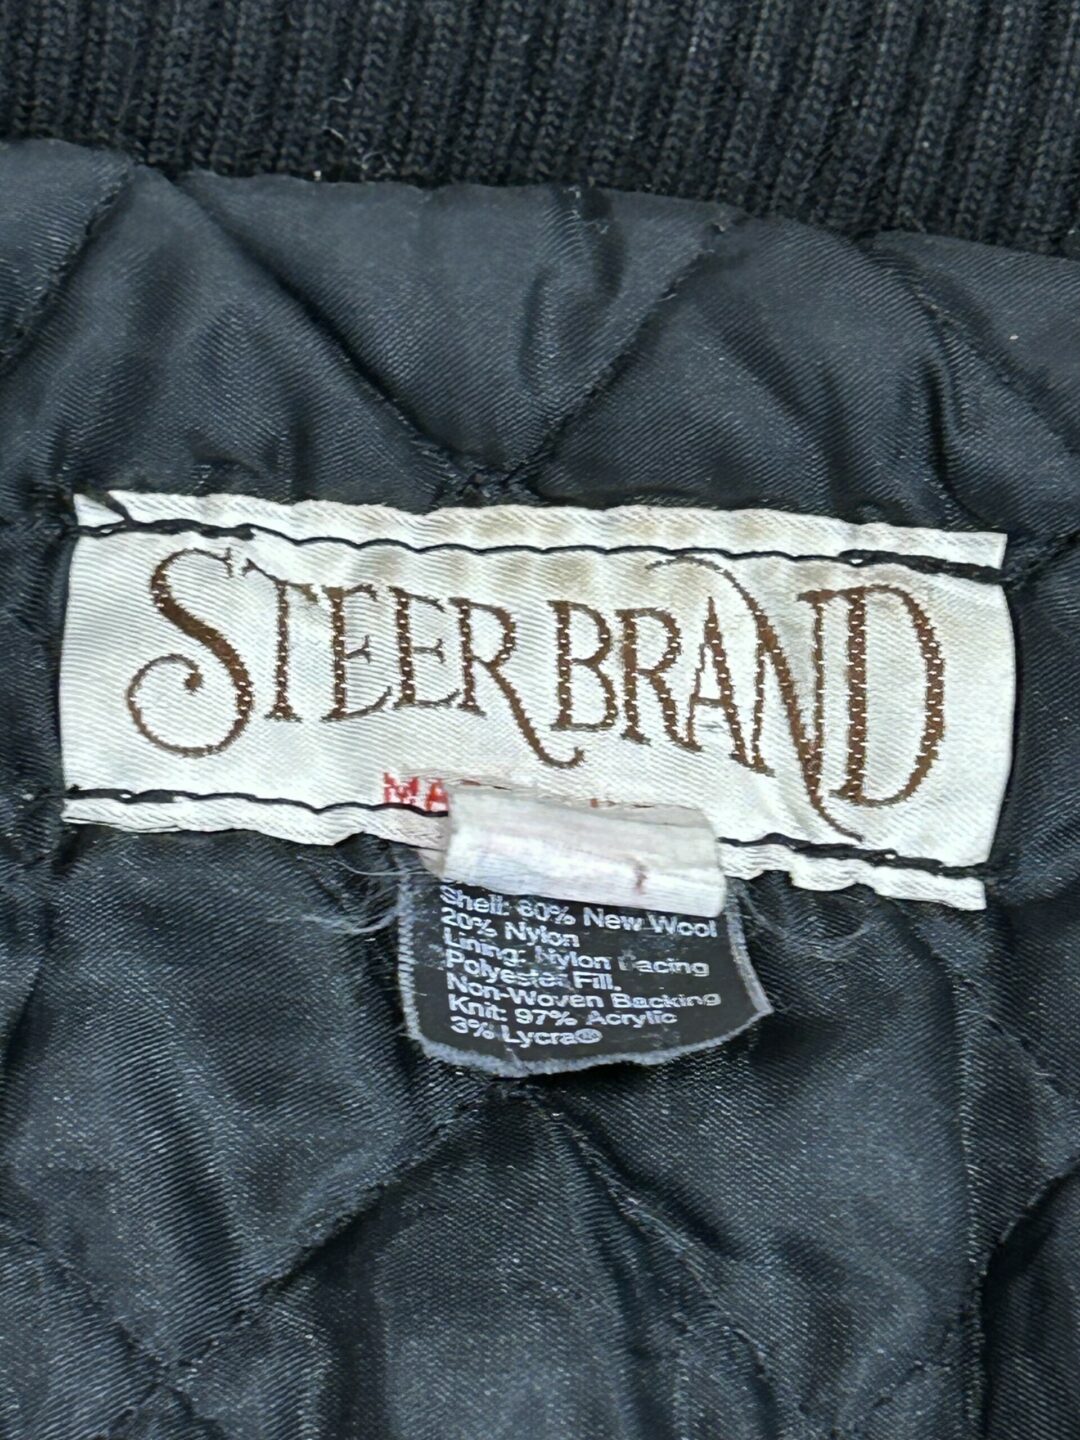 STEER BRAND
Shell: 80% New Wool
20% Nylon
Lining: Nylon Facing
Polyester Fill.
Non-Woven Backing
Knit: 97% Acrylic
3% Lycra®